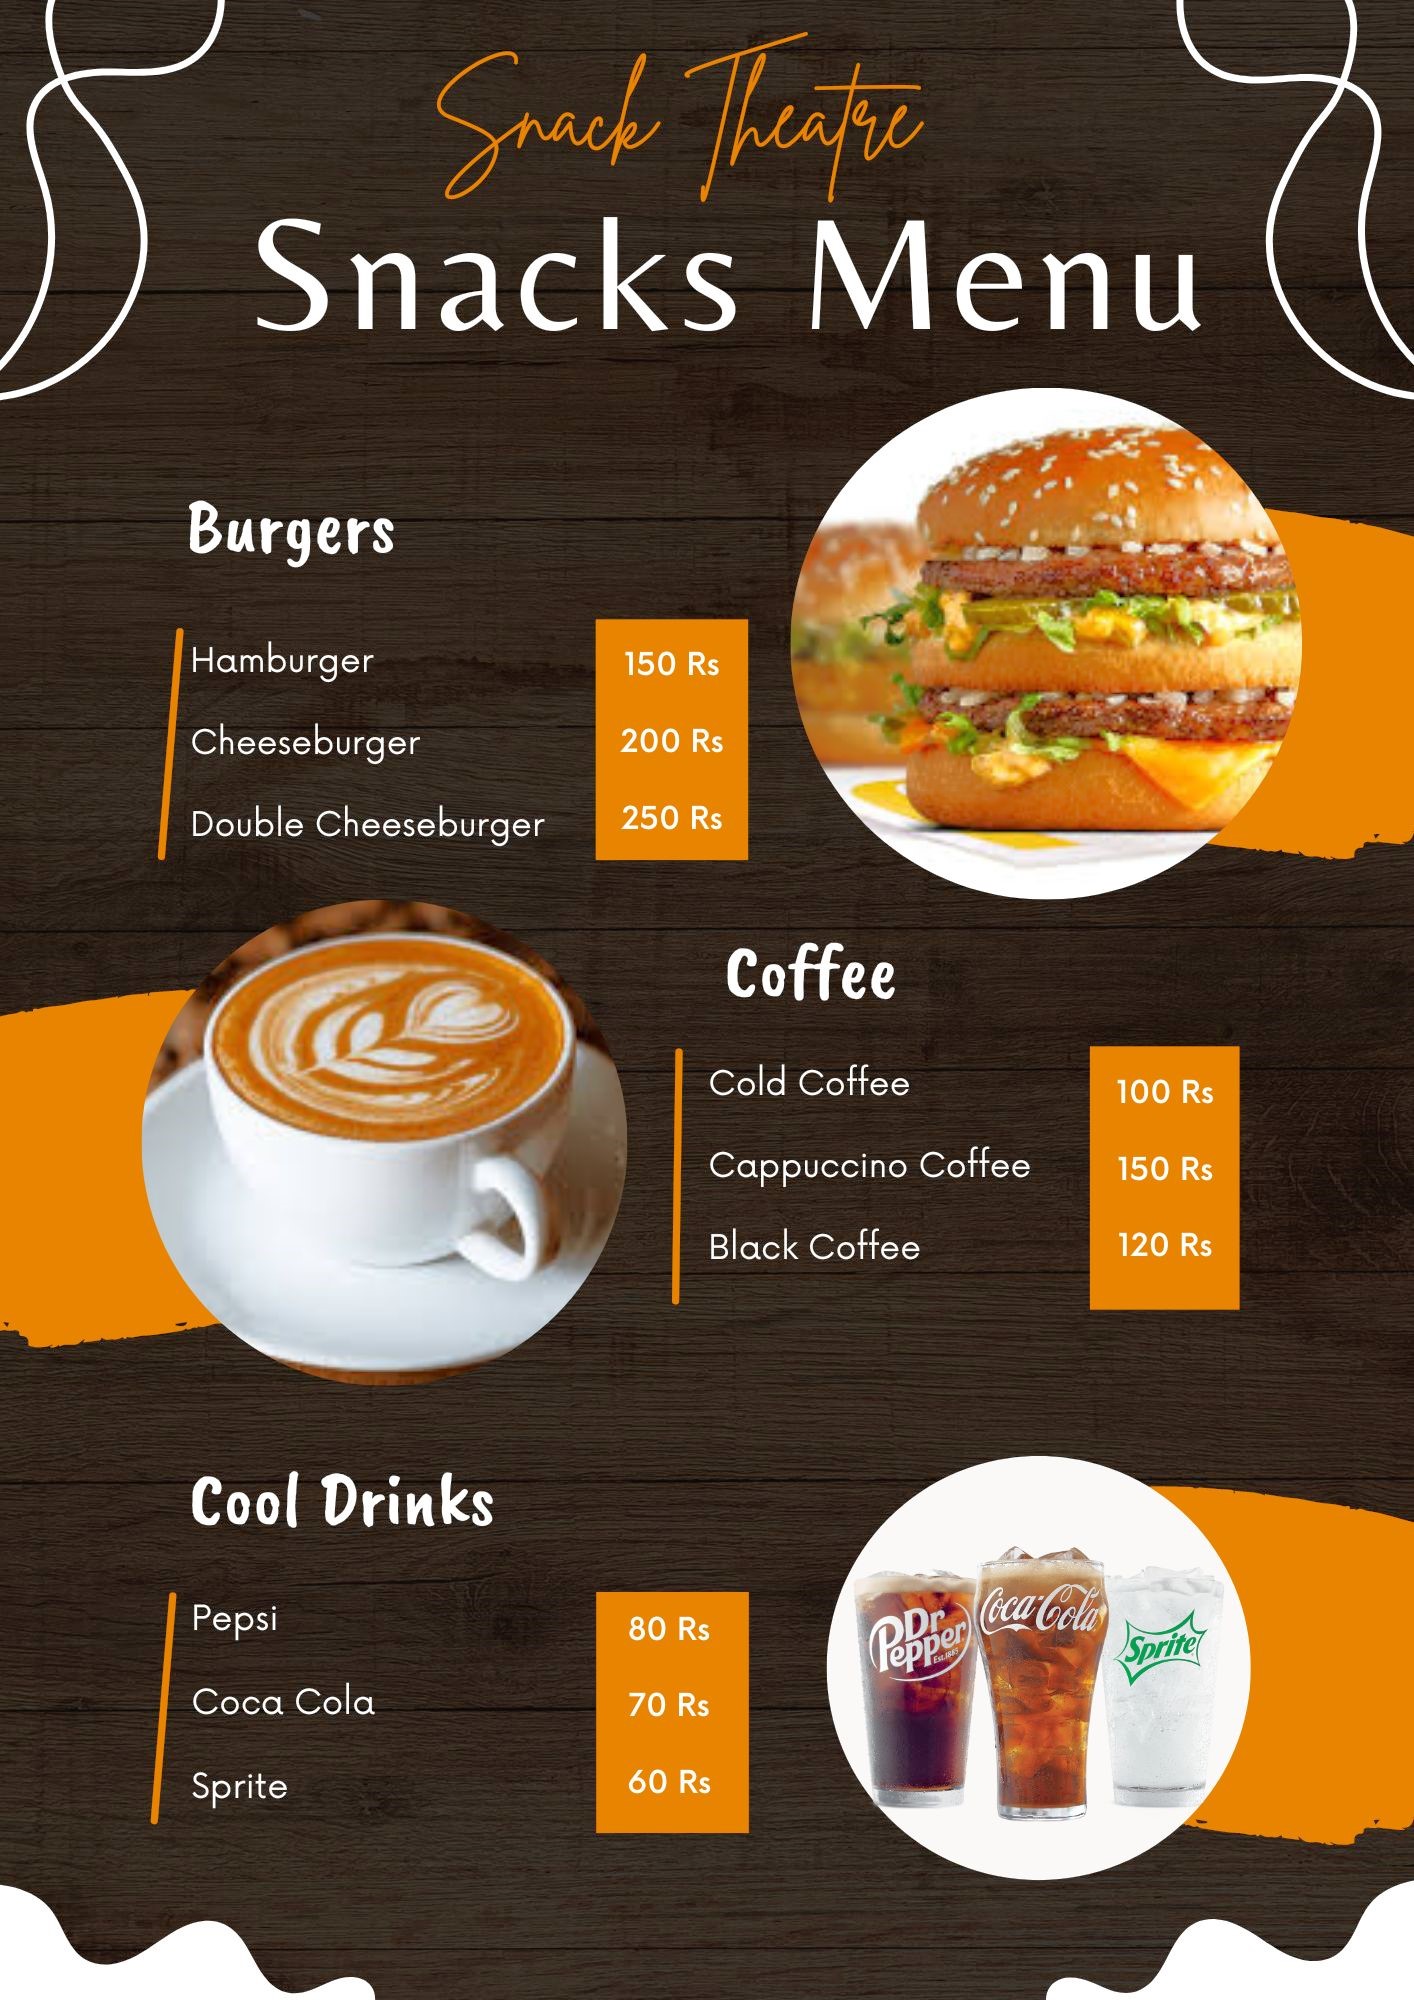 Snack Theatre
Snacks Menu
Burgers
Hamburger 150 Rs
Cheeseburger 200 Rs
Double Cheeseburger 250 Rs
Coffee
Cold Coffee 100 Rs
Cappuccino Coffee 150 Rs
Black Coffee 120 Rs
Cool Drinks
Pepsi 80 Rs
Coca Cola 70 Rs
Sprite 60 Rs
Dr Pepper Est.1885
Coca-Cola
Sprite